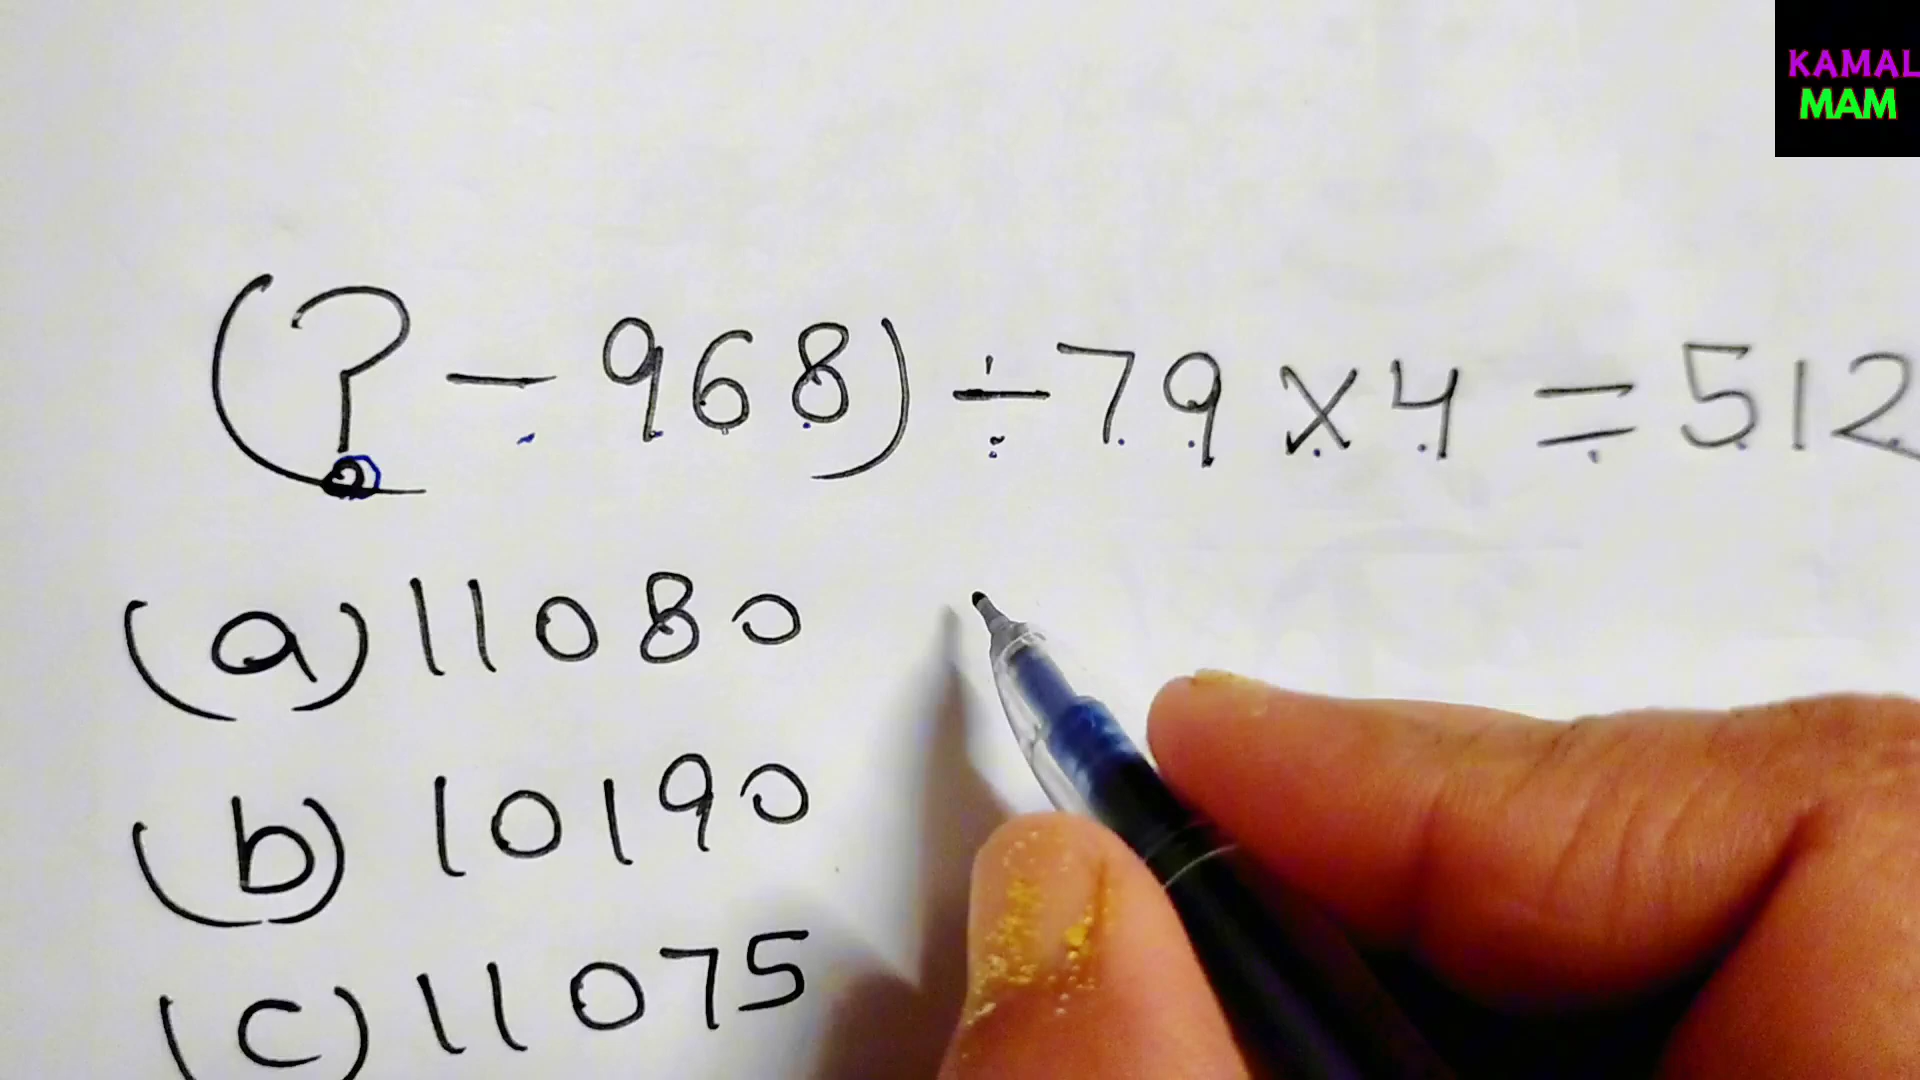 KAMAL
MAM
(? - 968) ÷ 79 × 4 = 512
(a) 11080
(b) 10190
(c) 11075